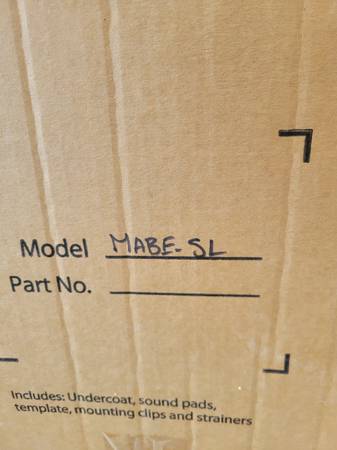 Model MABE-SL
Part No.
Includes: Undercoat, sound pads,
template, mounting clips and strainers